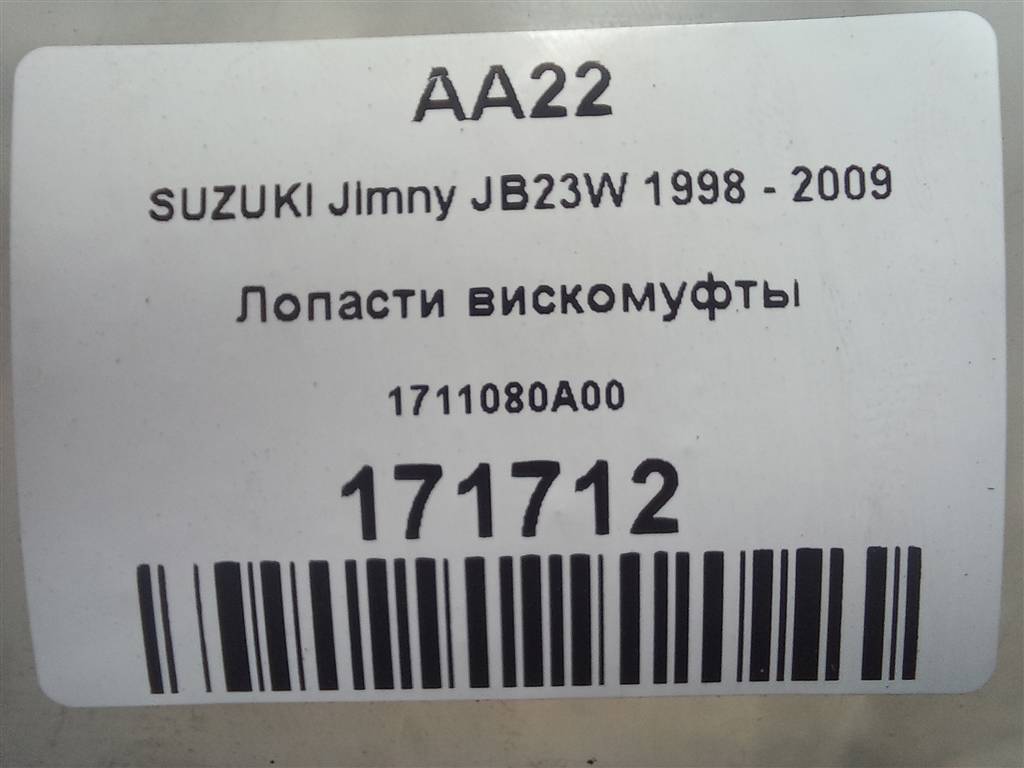 AA22
SUZUKI Jimny JB23W 1998 - 2009
Лопасти вискомуфты
1711080A00
171712